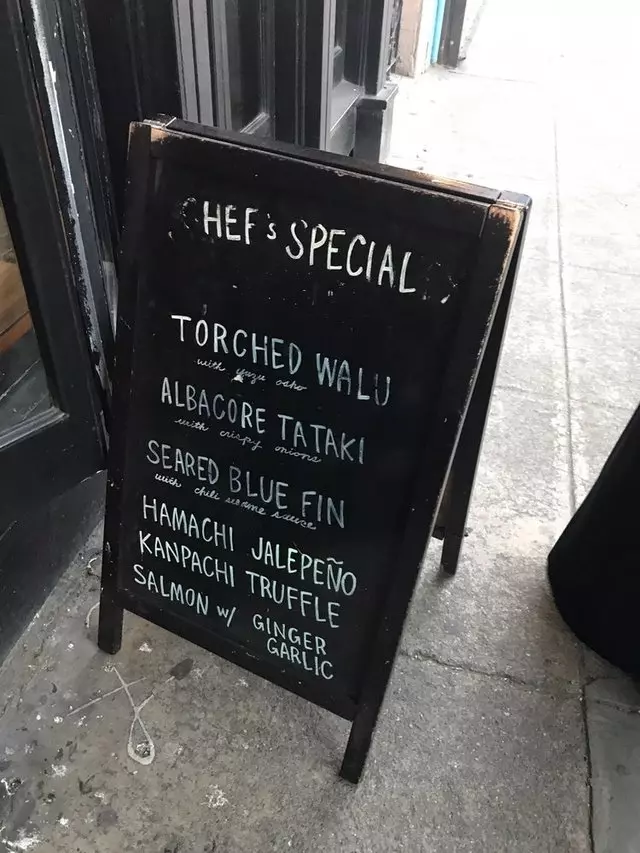 CHEF'S SPECIAL
TORCHED WALU
with yuzu osho
ALBACORE TATAKI
with crispy onions
SEARED BLUE FIN
with chili sesame sauce
HAMACHI JALEPEÑO
KANPACHI TRUFFLE
SALMON w/ GINGER
GARLIC